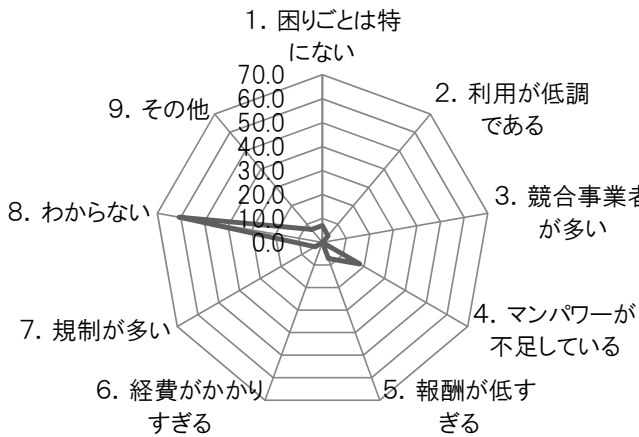 1. 困りごとは特
にない
2. 利用が低調
である
3. 競合事業者
が多い
4. マンパワーが
不足している
5. 報酬が低す
ぎる
6. 経費がかかり
すぎる
7. 規制が多い
8. わからない
9. その他
70.0
60.0
50.0
40.0
30.0
20.0
10.0
0.0